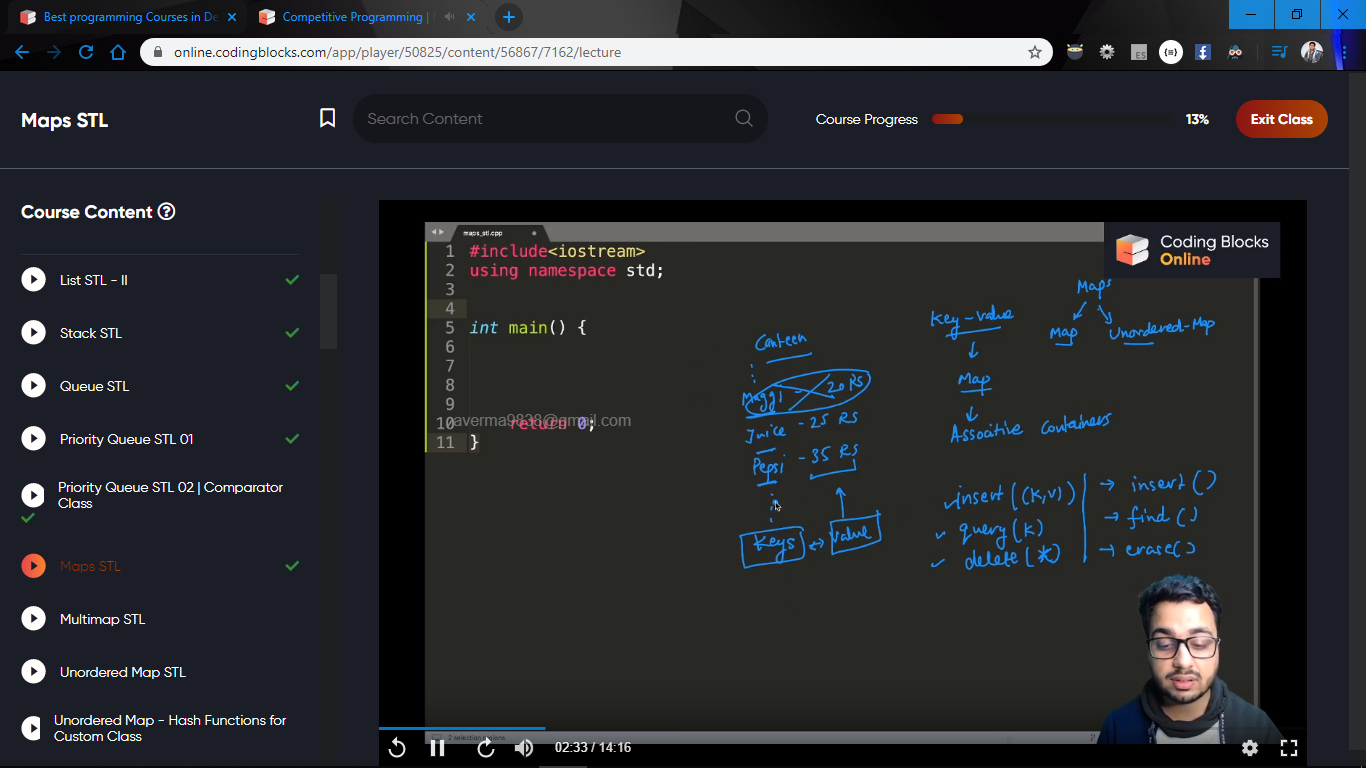 Best programming Courses in De
Competitive Programming |
online.codingblocks.com/app/player/50825/content/56867/7162/lecture
ES
Maps STL
Search Content
Course Progress
13%
Exit Class
Course Content
List STL - II
Stack STL
Queue STL
Priority Queue STL 01
Priority Queue STL 02 | Comparator
Class
Maps STL
Multimap STL
Unordered Map STL
Unordered Map - Hash Functions for
Custom Class
maps_stl.cpp
1 #include<iostream>
2 using namespace std;
3
4
5 int main() {
6
7
8
9
10 return 0;
11 }
averma9838@gmail.com
Coding Blocks
Online
Canteen
Maggi - 20 RS
Juice - 25 RS
Pepsi - 35 RS
Keys ↔ Value
Key-value
Map
Associtive Containers
Maps
Map Unordered-Map
insert((K,V)) → insert()
query(K) → find()
delete(*) → erase()
2 selection regions
02:33 / 14:16